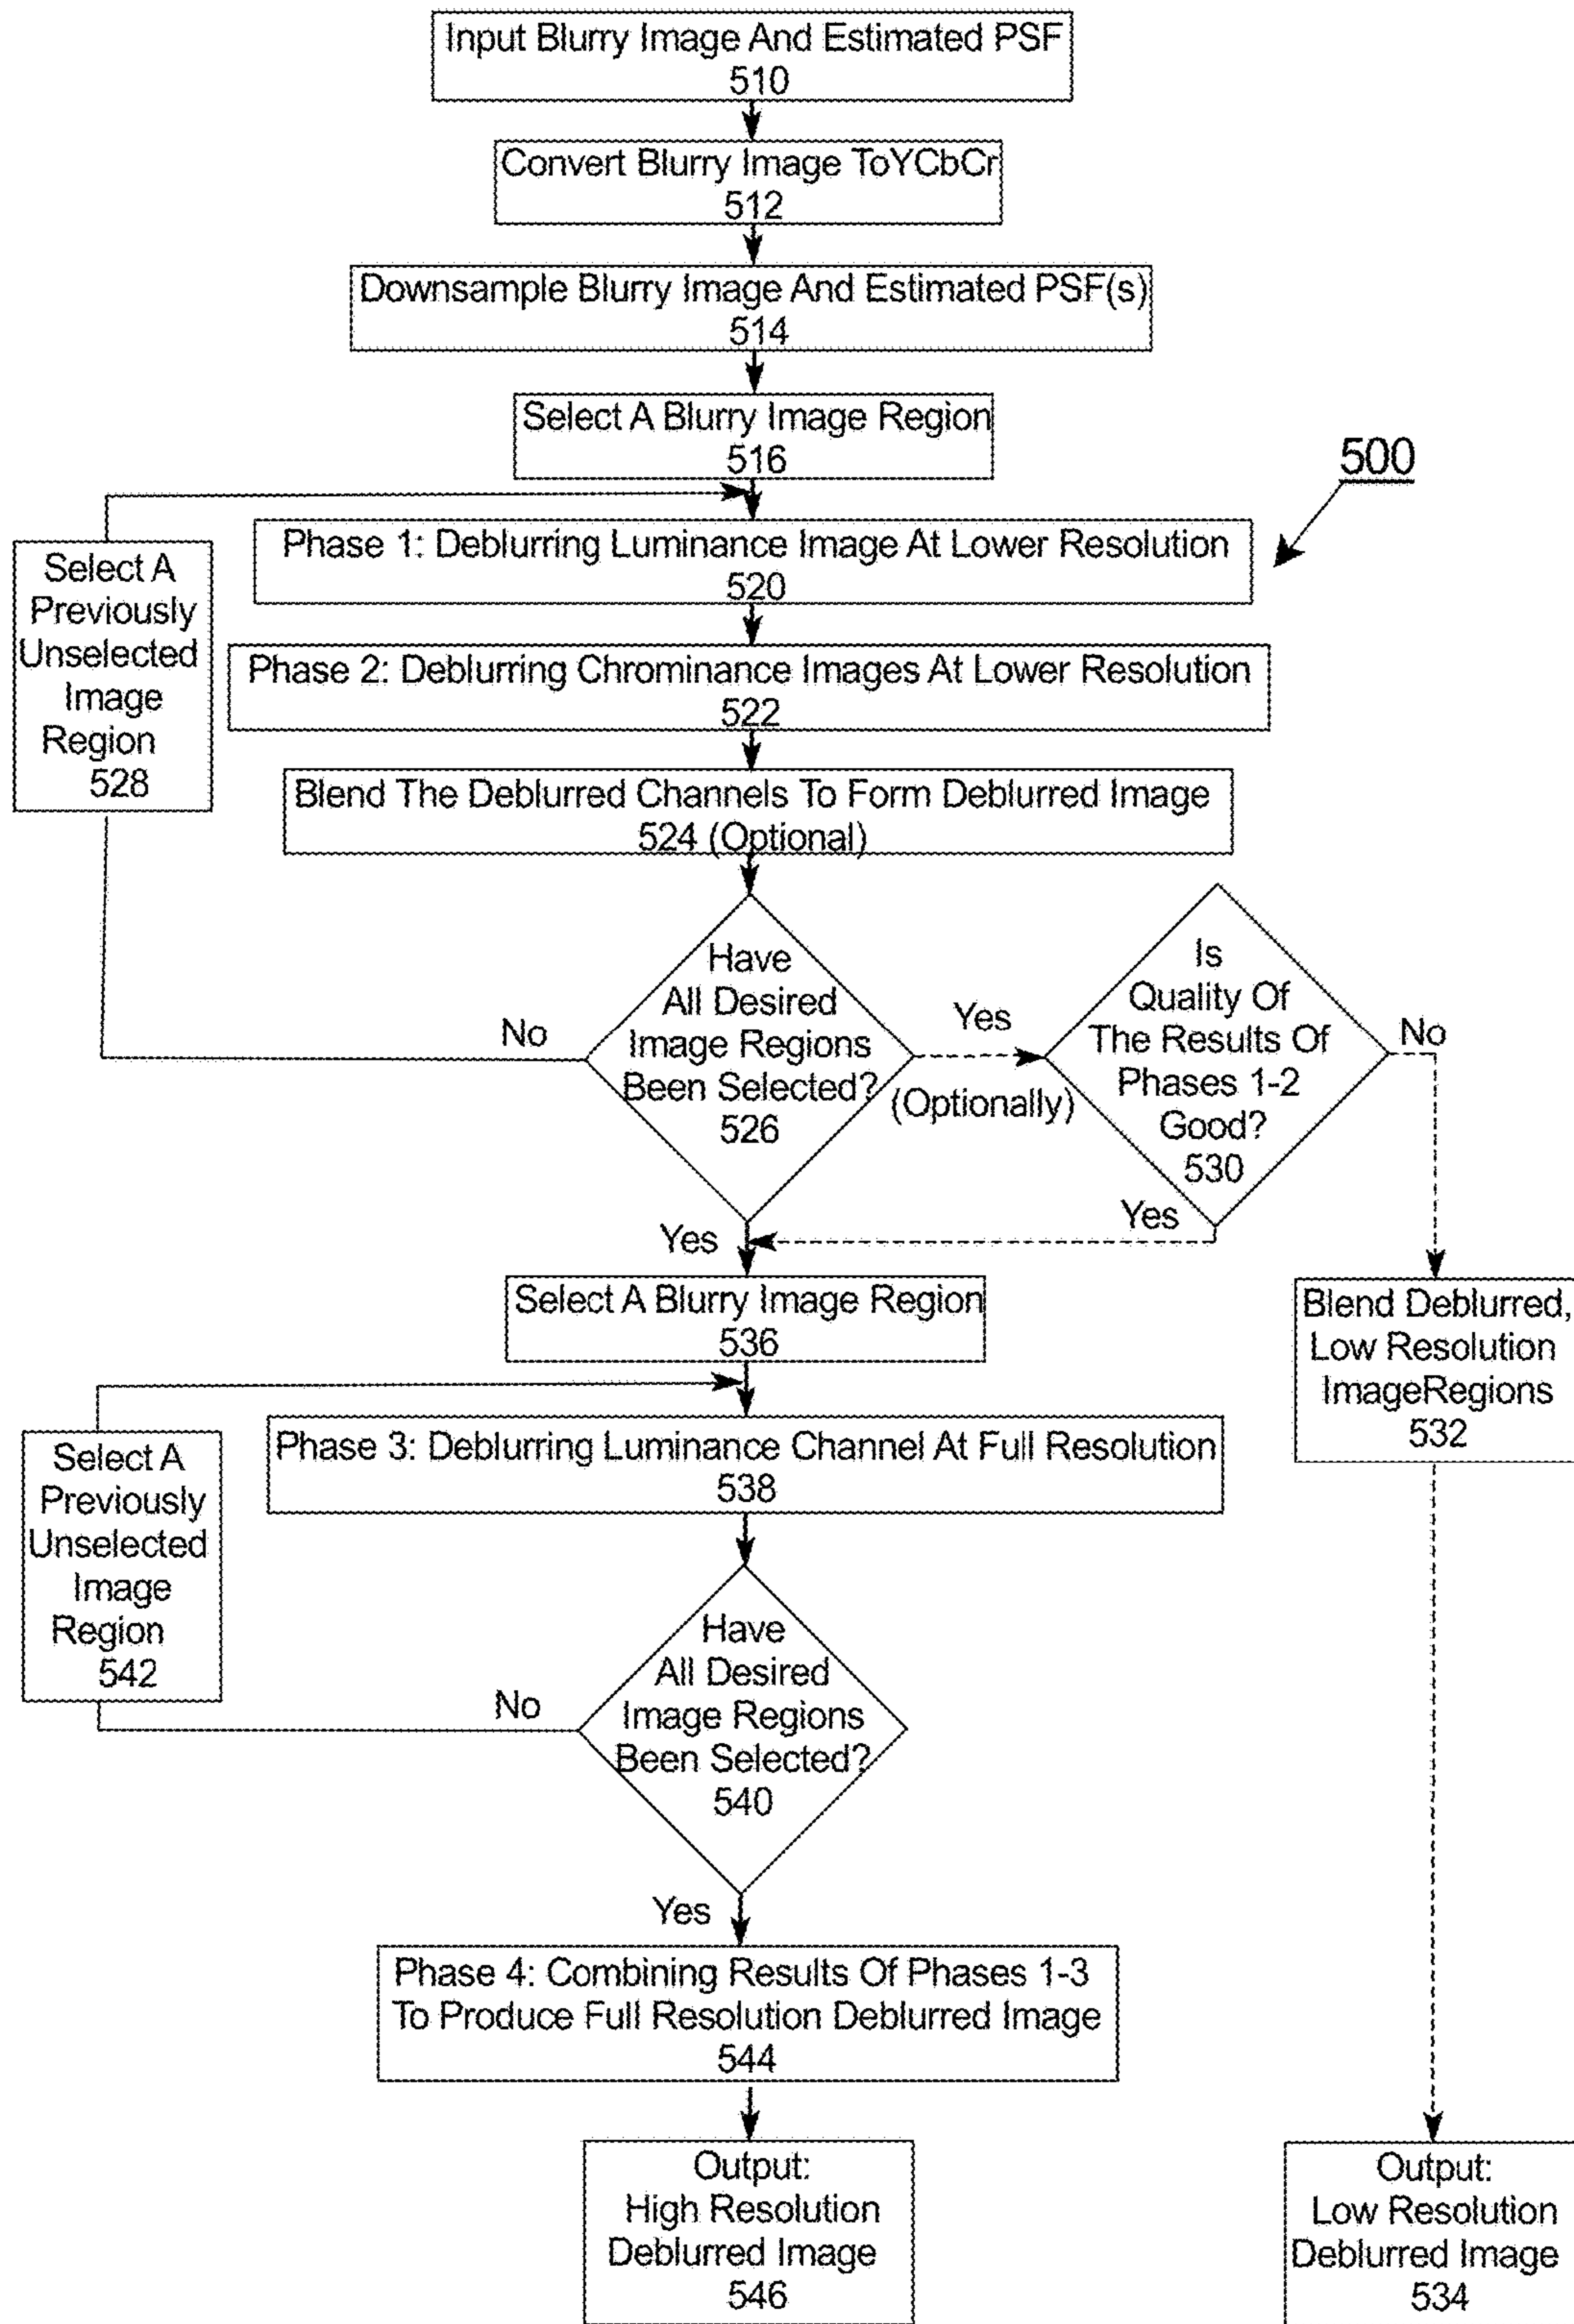 Input Blurry Image And Estimated PSF
510
Convert Blurry Image ToYCbCr
512
Downsample Blurry Image And Estimated PSF(s)
514
Select A Blurry Image Region
516
500
Phase 1: Deblurring Luminance Image At Lower Resolution
520
Select A
Previously
Unselected
Image
Region
528
Phase 2: Deblurring Chrominance Images At Lower Resolution
522
Blend The Deblurred Channels To Form Deblurred Image
524 (Optional)
Have
All Desired
Image Regions
Been Selected?
526
No
Yes
(Optionally)
Is
Quality Of
The Results Of
Phases 1-2
Good?
530
No
Yes
Yes
Select A Blurry Image Region
536
Blend Deblurred,
Low Resolution
ImageRegions
532
Phase 3: Deblurring Luminance Channel At Full Resolution
538
Select A
Previously
Unselected
Image
Region
542
Have
All Desired
Image Regions
Been Selected?
540
No
Yes
Phase 4: Combining Results Of Phases 1-3
To Produce Full Resolution Deblurred Image
544
Output:
High Resolution
Deblurred Image
546
Output:
Low Resolution
Deblurred Image
534